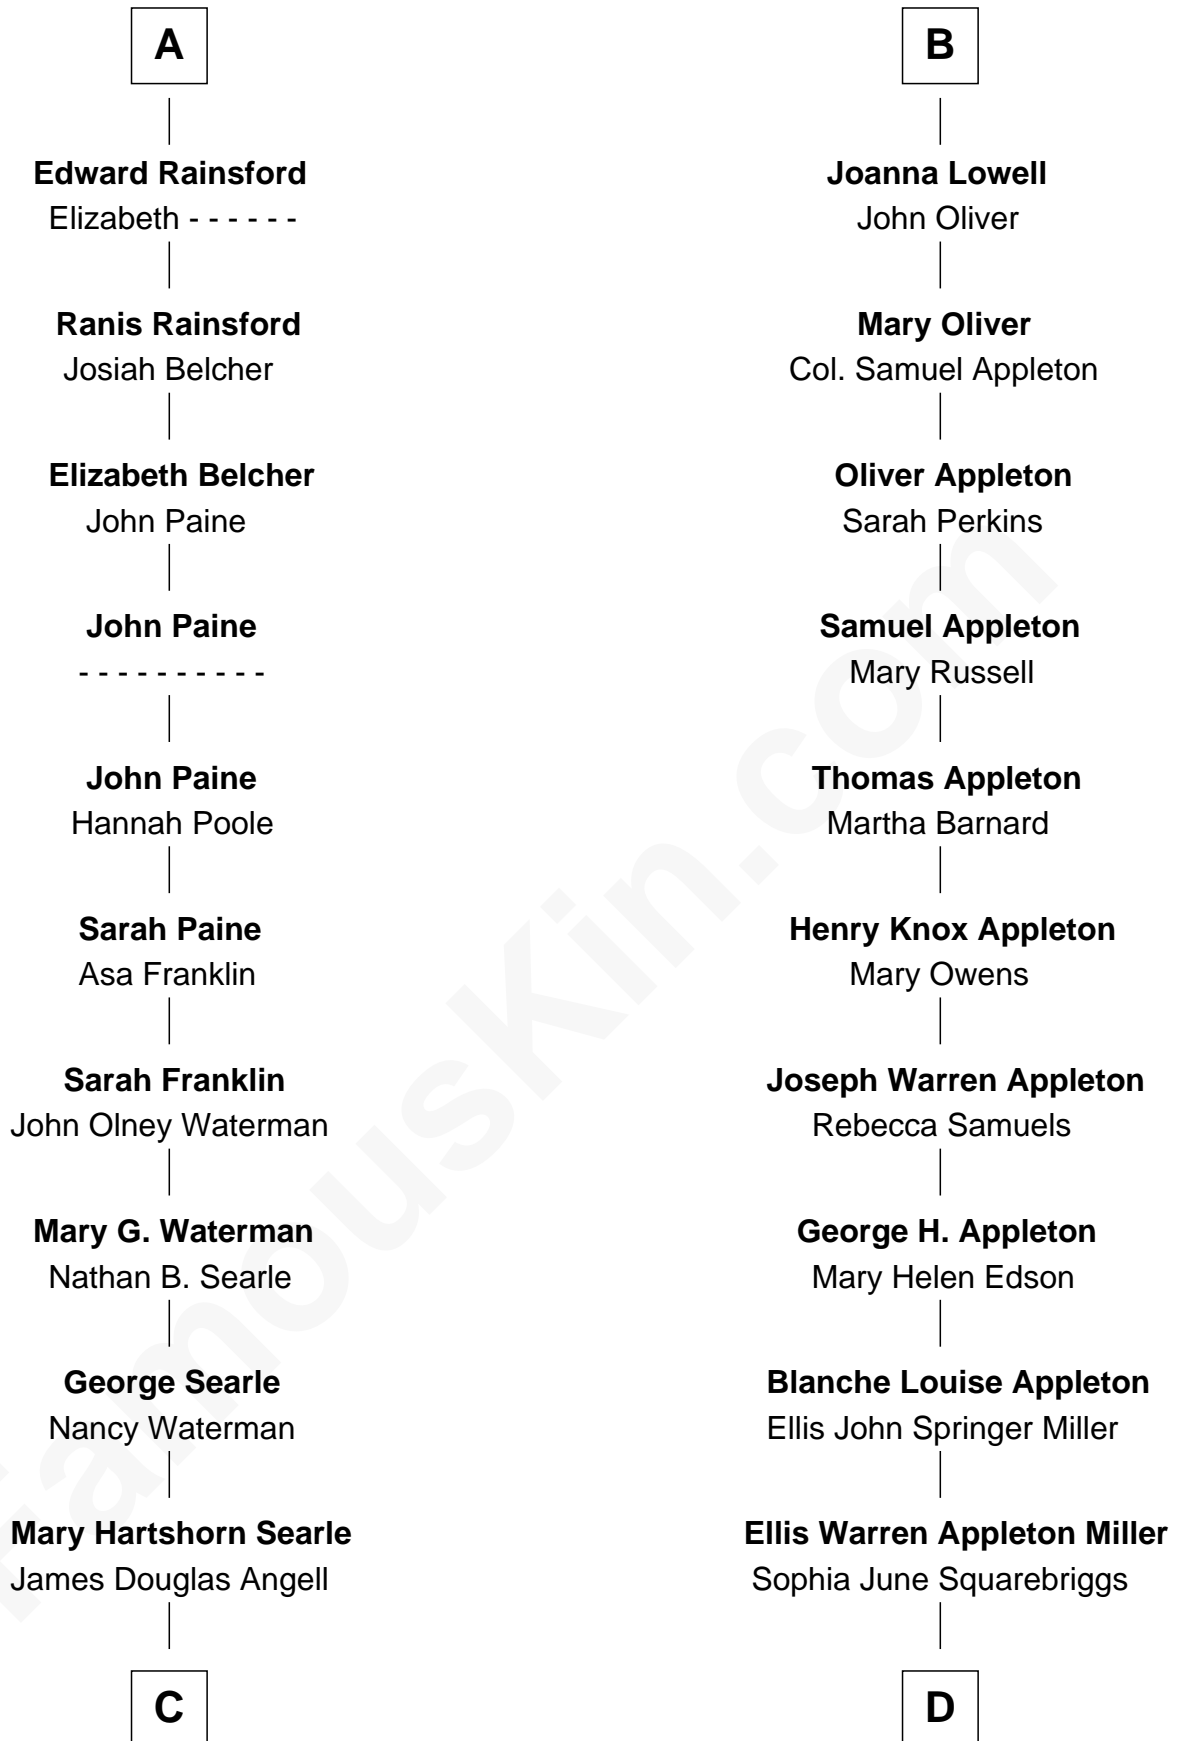 A
Edward Rainsford
Elizabeth - - - - - -
Ranis Rainsford
Josiah Belcher
Elizabeth Belcher
John Paine
John Paine
- - - - - - - - - -
John Paine
Hannah Poole
Sarah Paine
Asa Franklin
Sarah Franklin
John Olney Waterman
Mary G. Waterman
Nathan B. Searle
George Searle
Nancy Waterman
Mary Hartshorn Searle
James Douglas Angell
C
B
Joanna Lowell
John Oliver
Mary Oliver
Col. Samuel Appleton
Oliver Appleton
Sarah Perkins
Samuel Appleton
Mary Russell
Thomas Appleton
Martha Barnard
Henry Knox Appleton
Mary Owens
Joseph Warren Appleton
Rebecca Samuels
George H. Appleton
Mary Helen Edson
Blanche Louise Appleton
Ellis John Springer Miller
Ellis Warren Appleton Miller
Sophia June Squarebriggs
D
FamousKin.com